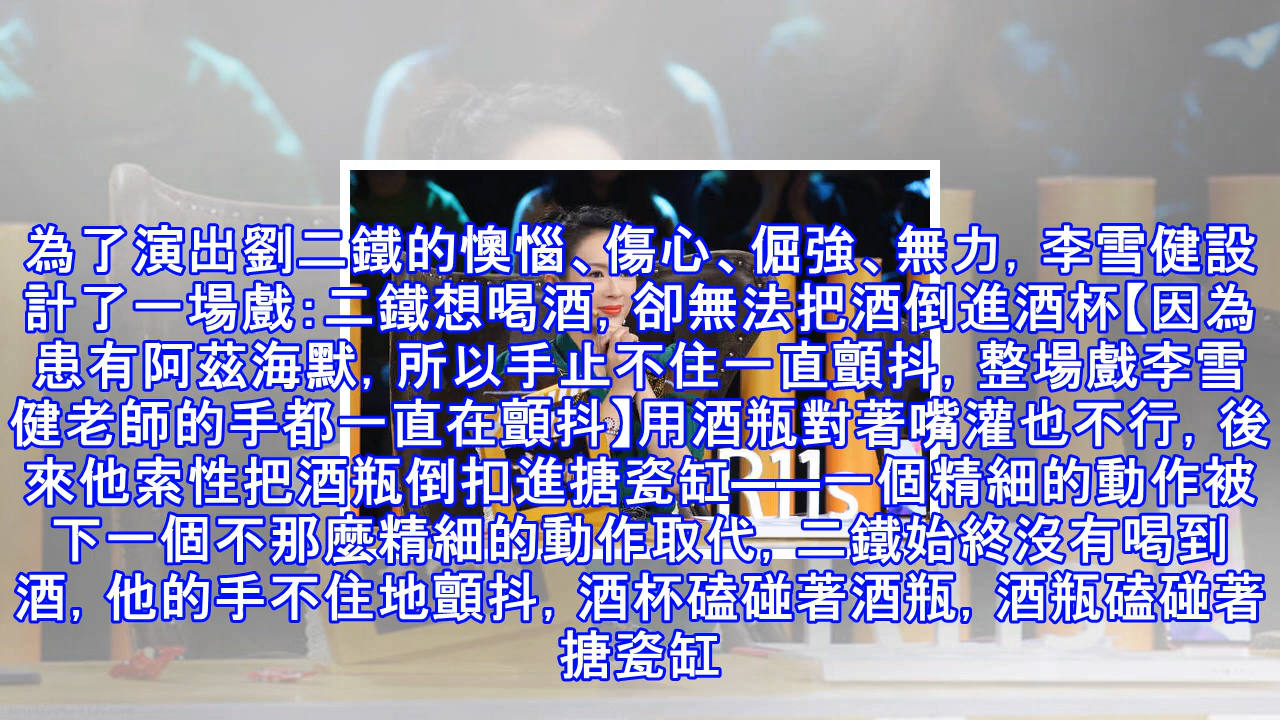 為了演出劉二鐵的懊惱、傷心、倔強、無力, 李雪健設
計了一場戲:二鐵想喝酒, 卻無法把酒倒進酒杯【因為
患有阿茲海默, 所以手止不住一直顫抖, 整場戲李雪
健老師的手都一直在顫抖】用酒瓶對著嘴灌也不行, 後
來他索性把酒瓶倒扣進搪瓷缸——一個精細的動作被
下一個不那麼精細的動作取代, 二鐵始終沒有喝到
酒, 他的手不住地顫抖, 酒杯磕碰著酒瓶, 酒瓶磕碰著
搪瓷缸
R11s